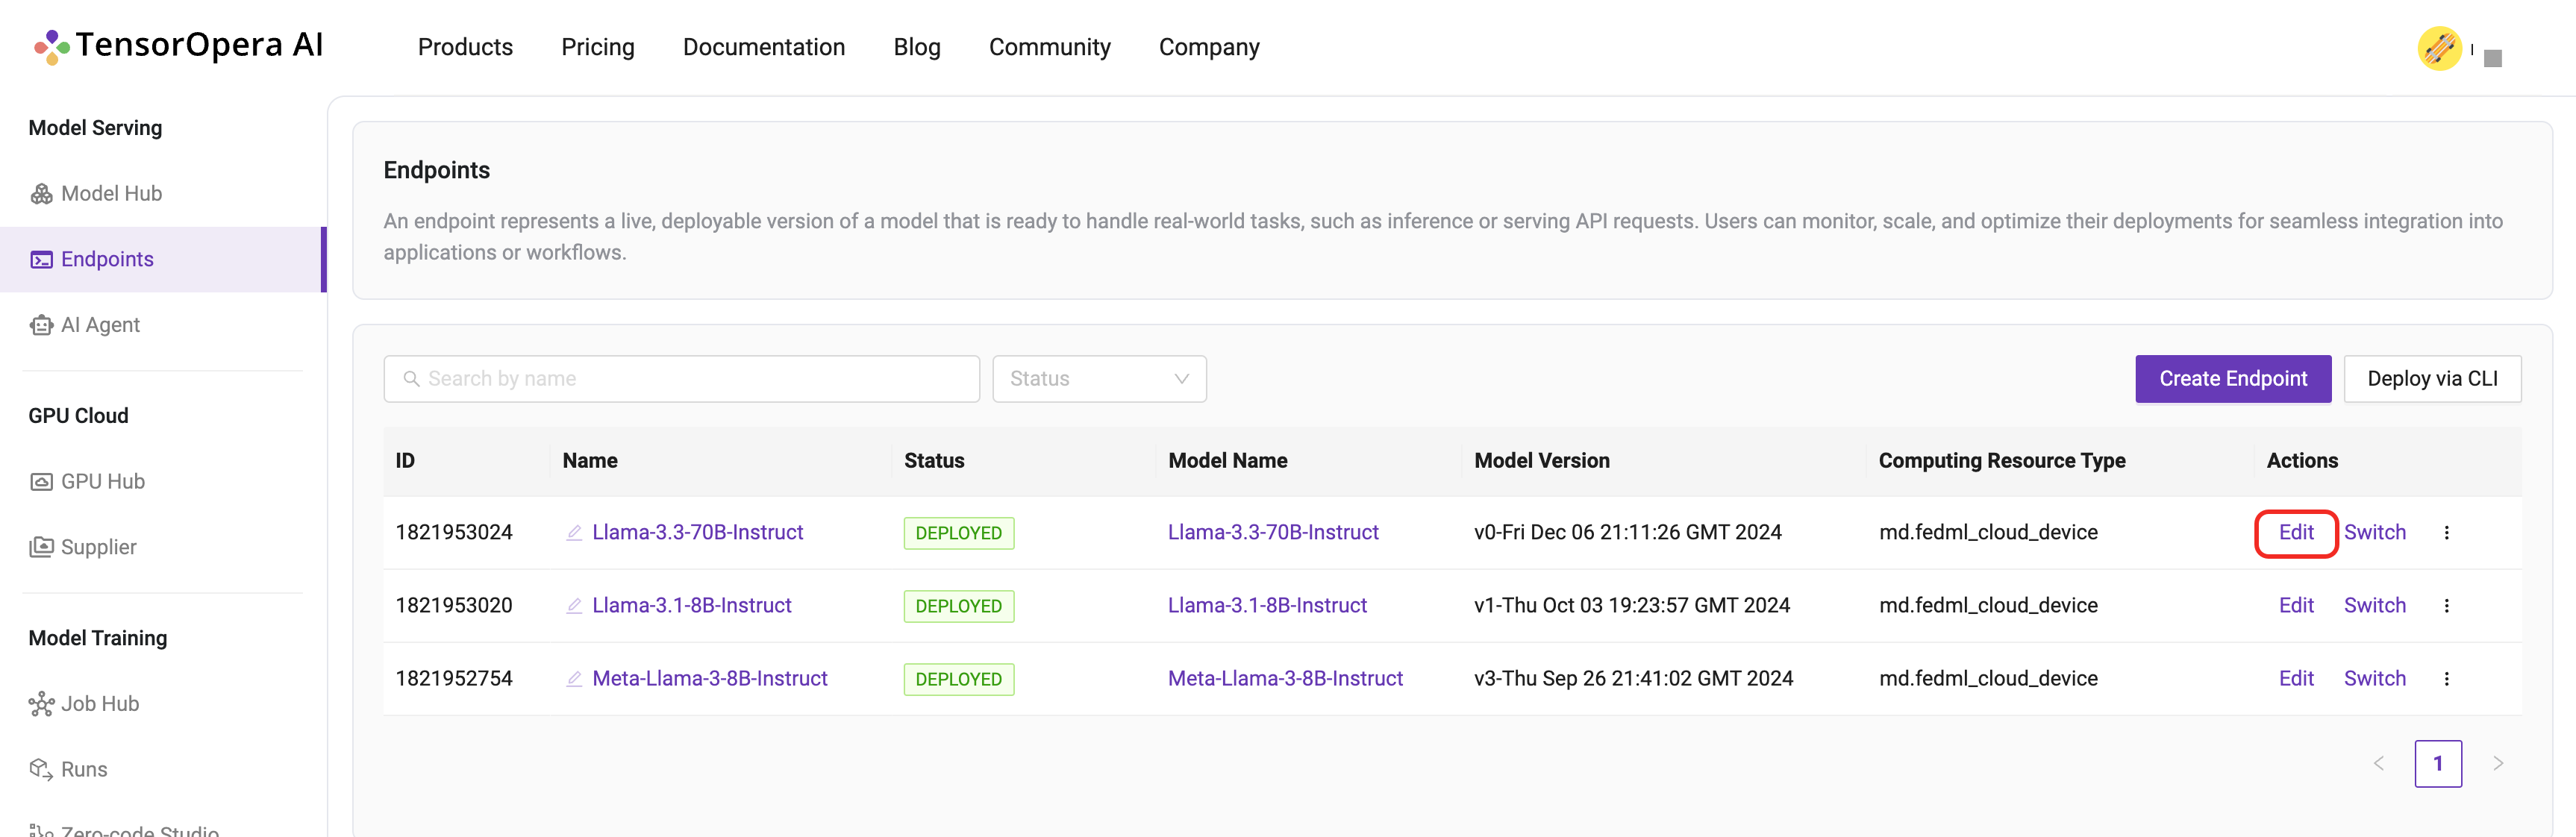 TensorOpera AI
Products Pricing Documentation Blog Community Company
Model Serving
Model Hub
Endpoints
AI Agent
GPU Cloud
GPU Hub
Supplier
Model Training
Job Hub
Runs
Zero-code Studio
Endpoints
An endpoint represents a live, deployable version of a model that is ready to handle real-world tasks, such as inference or serving API requests. Users can monitor, scale, and optimize their deployments for seamless integration into
applications or workflows.
Search by name Status Create Endpoint Deploy via CLI
ID Name Status Model Name Model Version Computing Resource Type Actions
1821953024 Llama-3.3-70B-Instruct DEPLOYED Llama-3.3-70B-Instruct v0-Fri Dec 06 21:11:26 GMT 2024 md.fedml_cloud_device Edit Switch
1821953020 Llama-3.1-8B-Instruct DEPLOYED Llama-3.1-8B-Instruct v1-Thu Oct 03 19:23:57 GMT 2024 md.fedml_cloud_device Edit Switch
1821952754 Meta-Llama-3-8B-Instruct DEPLOYED Meta-Llama-3-8B-Instruct v3-Thu Sep 26 21:41:02 GMT 2024 md.fedml_cloud_device Edit Switch
1